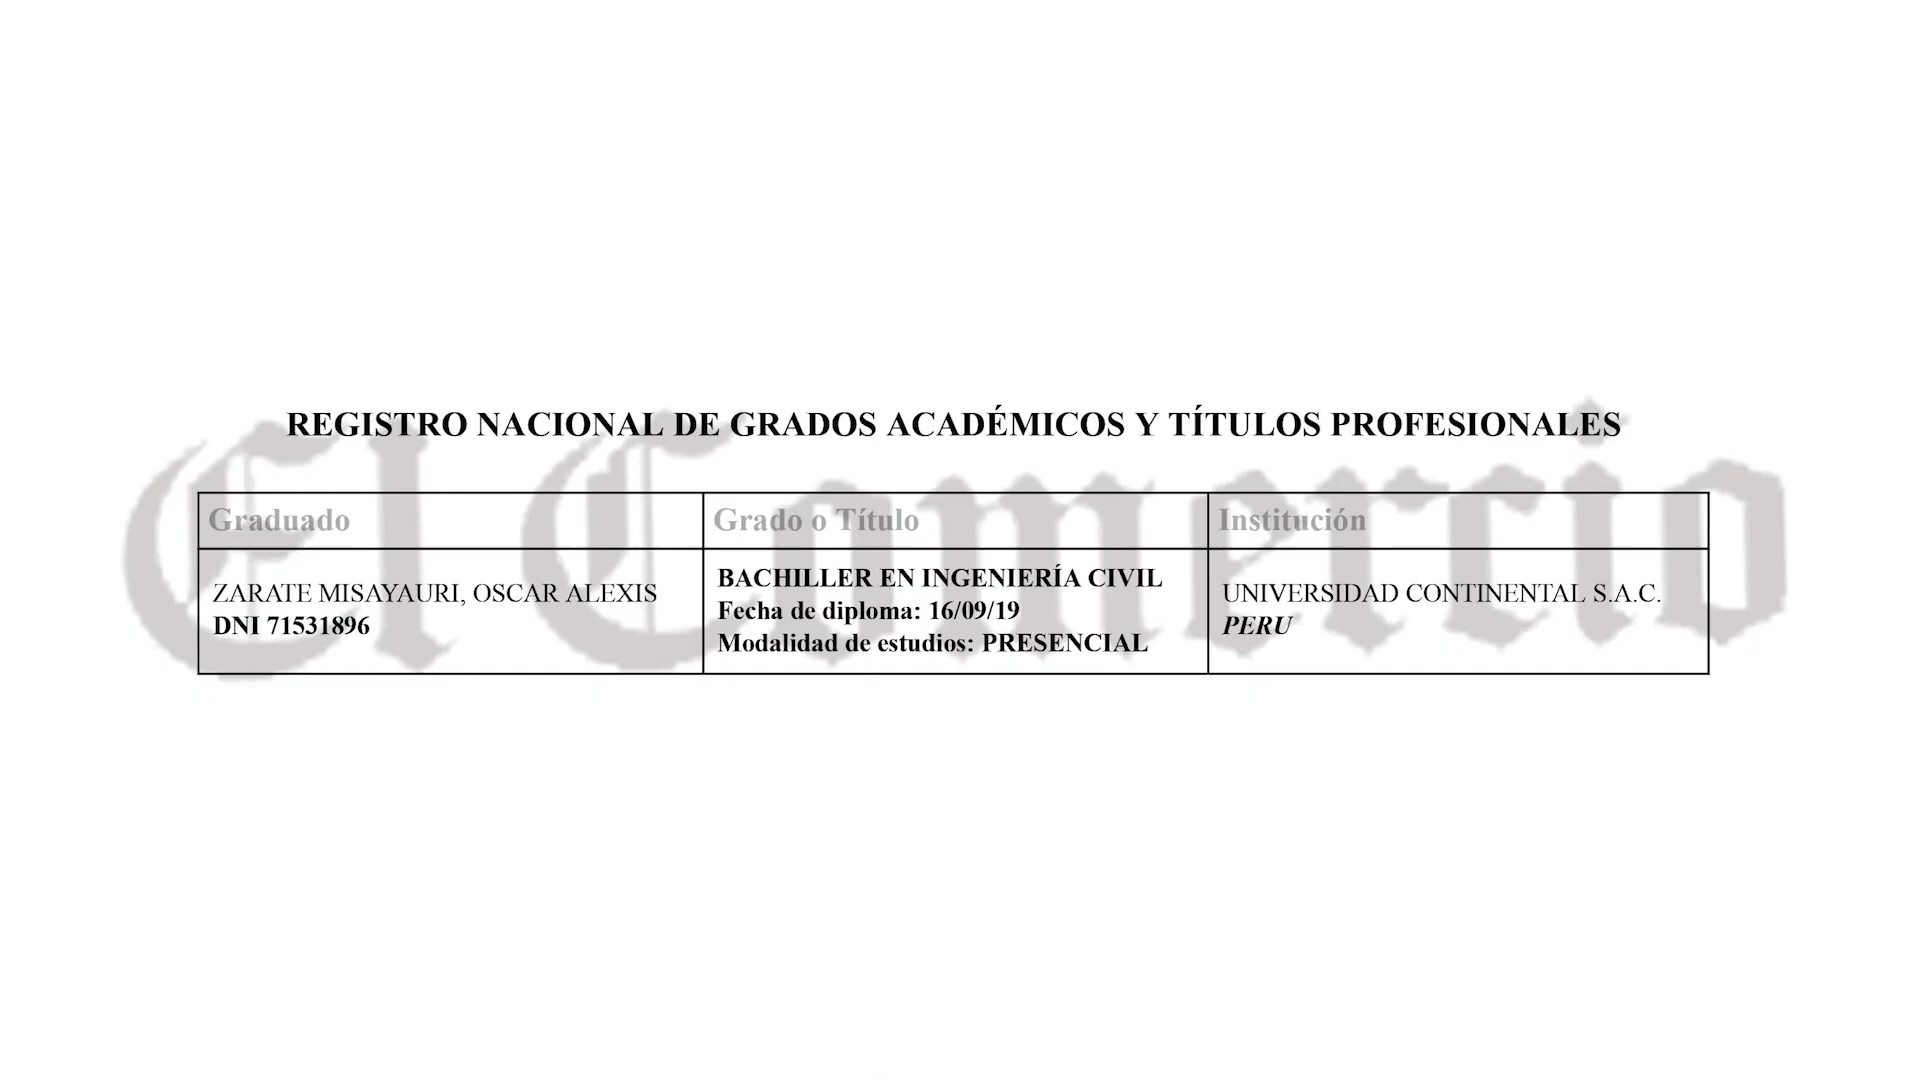 El Comercio
REGISTRO NACIONAL DE GRADOS ACADÉMICOS Y TÍTULOS PROFESIONALES
Graduado
Grado o Título
Institución
ZARATE MISAYAURI, OSCAR ALEXIS
DNI 71531896
BACHILLER EN INGENIERÍA CIVIL
Fecha de diploma: 16/09/19
Modalidad de estudios: PRESENCIAL
UNIVERSIDAD CONTINENTAL S.A.C.
PERU